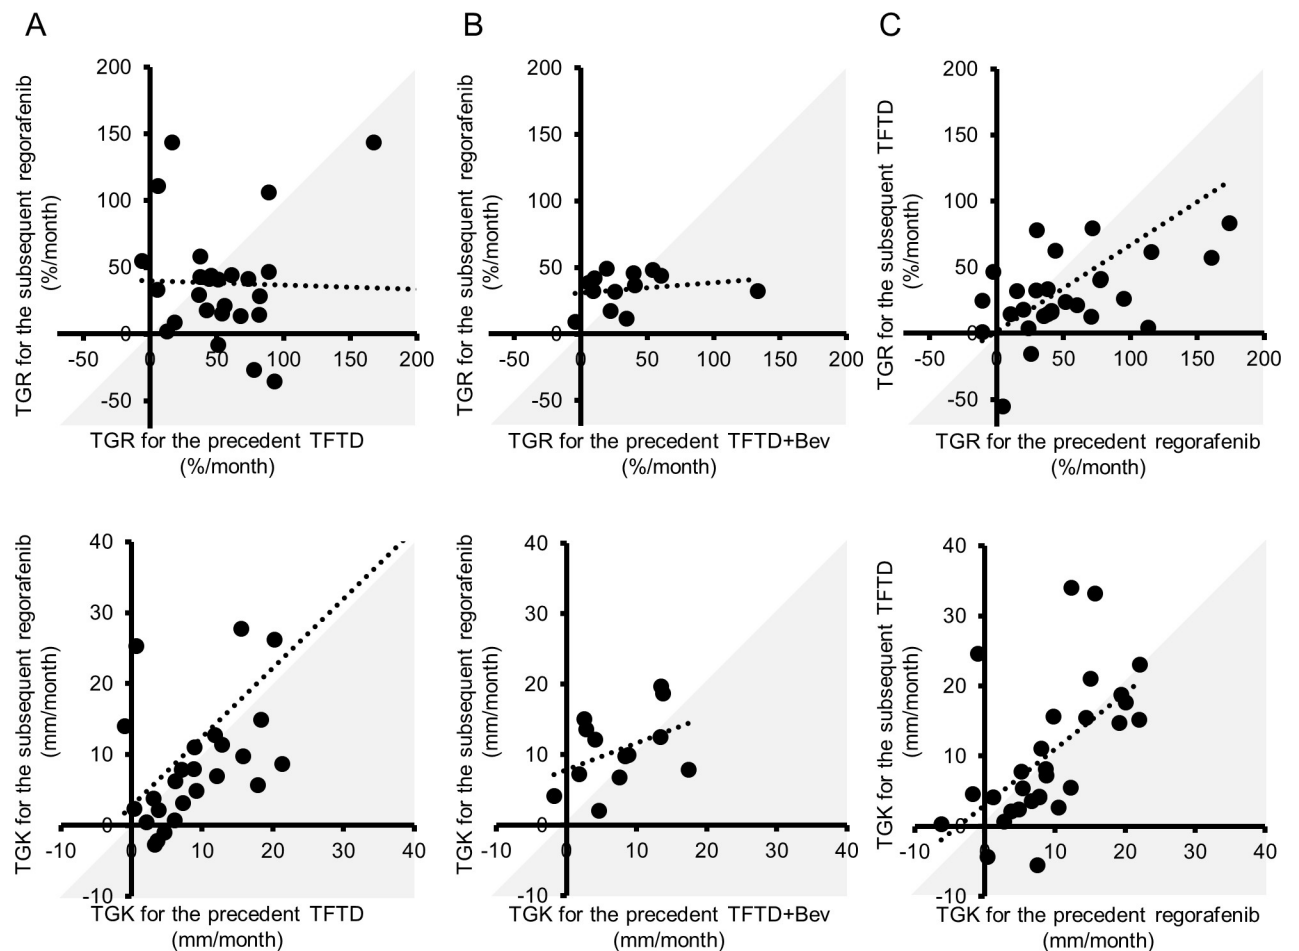 A
TGR for the subsequent regorafenib
(%/month)
200
150
100
50
0
-50
-50
0
50
100
150
200
TGR for the precedent TFTD
(%/month)
B
TGR for the subsequent regorafenib
(%/month)
200
150
100
50
0
-50
-50
0
50
100
150
200
TGR for the precedent TFTD+Bev
(%/month)
C
TGR for the subsequent TFTD
(%/month)
200
150
100
50
0
-50
-50
0
50
100
150
200
TGR for the precedent regorafenib
(%/month)
TGK for the subsequent regorafenib
(mm/month)
40
30
20
10
0
-10
-10
0
10
20
30
40
TGK for the precedent TFTD
(mm/month)
TGK for the subsequent regorafenib
(mm/month)
40
30
20
10
0
-10
-10
0
10
20
30
40
TGK for the precedent TFTD+Bev
(mm/month)
TGK for the subsequent TFTD
(mm/month)
40
30
20
10
0
-10
-10
0
10
20
30
40
TGK for the precedent regorafenib
(mm/month)